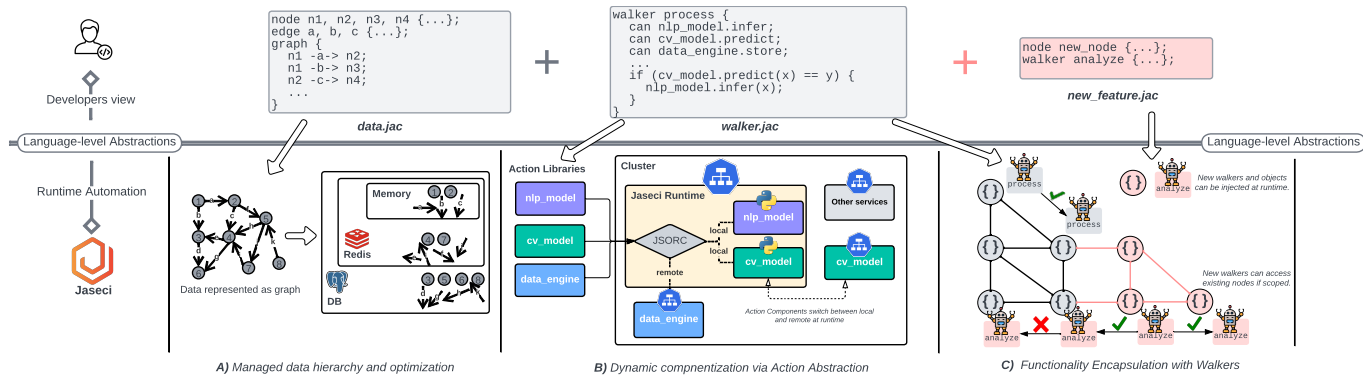 node n1, n2, n3, n4 {...};
edge a, b, c {...};
graph {
n1 -a-> n2;
n1 -b-> n3;
n2 -c-> n4;
...
}
data.jac
walker process {
can nlp_model.infer;
can cv_model.predict;
can data_engine.store;
...
if (cv_model.predict(x) == y) {
nlp_model.infer(x);
}
}
walker.jac
node new_node {...};
walker analyze {...};
new_feature.jac
Developers view
Language-level Abstractions
Language-level Abstractions
Runtime Automation
Jaseci
Data represented as graph
Memory
Redis
DB
A) Managed data hierarchy and optimization
Action Libraries
nlp_model
cv_model
data_engine
Cluster
Jaseci Runtime
JSORC
local
local
remote
nlp_model
cv_model
data_engine
Other services
cv_model
Action Components switch between local
and remote at runtime
B) Dynamic compnentization via Action Abstraction
process
process
{ }
analyze
New walkers and objects
can be injected at runtime.
{ }
{ }
{ }
{ }
{ }
New walkers can access
existing nodes if scoped.
{ }
{ }
{ }
{ }
analyze
analyze
analyze
analyze
C) Functionality Encapsulation with Walkers